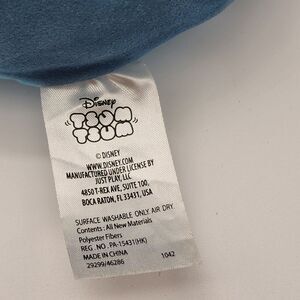 Disney
TSUM
TSUM
© DISNEY
WWW.DISNEY.COM
MANUFACTURED UNDER LICENSE BY
JUST PLAY, LLC
4850 T-REX AVE, SUITE 100,
BOCA RATON, FL 33431, USA
SURFACE WASHABLE ONLY. AIR DRY.
Contents: All New Materials
Polyester Fibers
REG. NO. PA-15431(HK)
MADE IN CHINA
29299/46286 1042